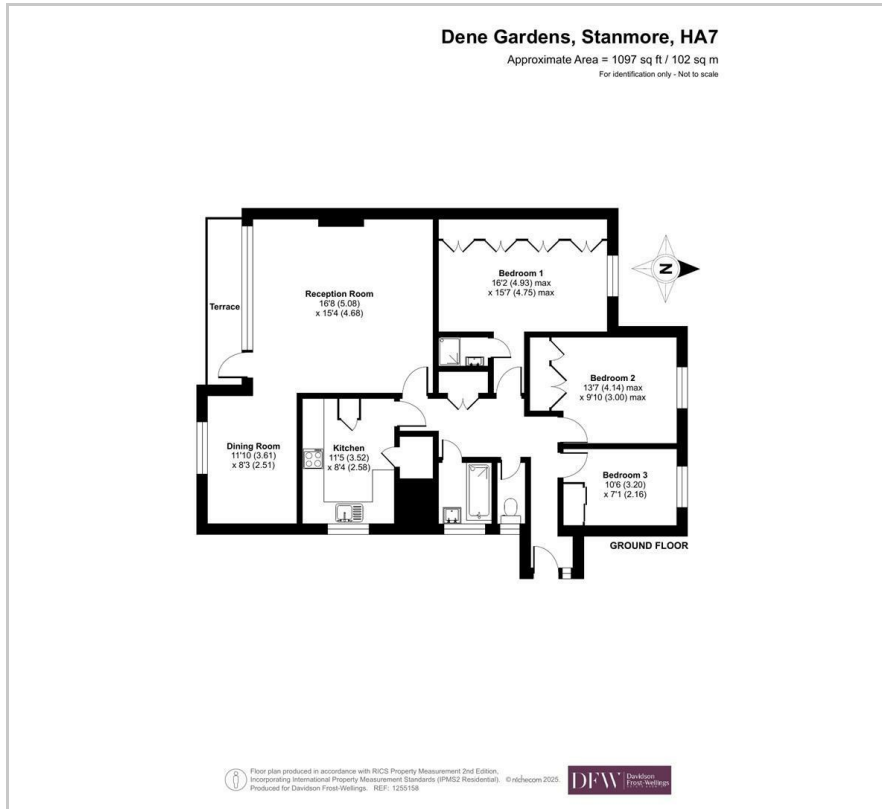 Dene Gardens, Stanmore, HA7
Approximate Area = 1097 sq ft / 102 sq m
For identification only - Not to scale
Bedroom 1
16'2 (4.93) max
x 15'7 (4.75) max
N
Reception Room
16'8 (5.08)
x 15'4 (4.68)
Terrace
Bedroom 2
13'7 (4.14) max
x 9'10 (3.00) max
Dining Room
11'10 (3.61)
x 8'3 (2.51)
Kitchen
11'5 (3.52)
x 8'4 (2.58)
Bedroom 3
10'6 (3.20)
x 7'1 (2.16)
GROUND FLOOR
Floor plan produced in accordance with RICS Property Measurement 2nd Edition,
Incorporating International Property Measurement Standards (IPMS2 Residential). © nichecom 2025.
Produced for Davidson Frost-Wellings. REF: 1255158
DFW
Davidson
Frost-Wellings